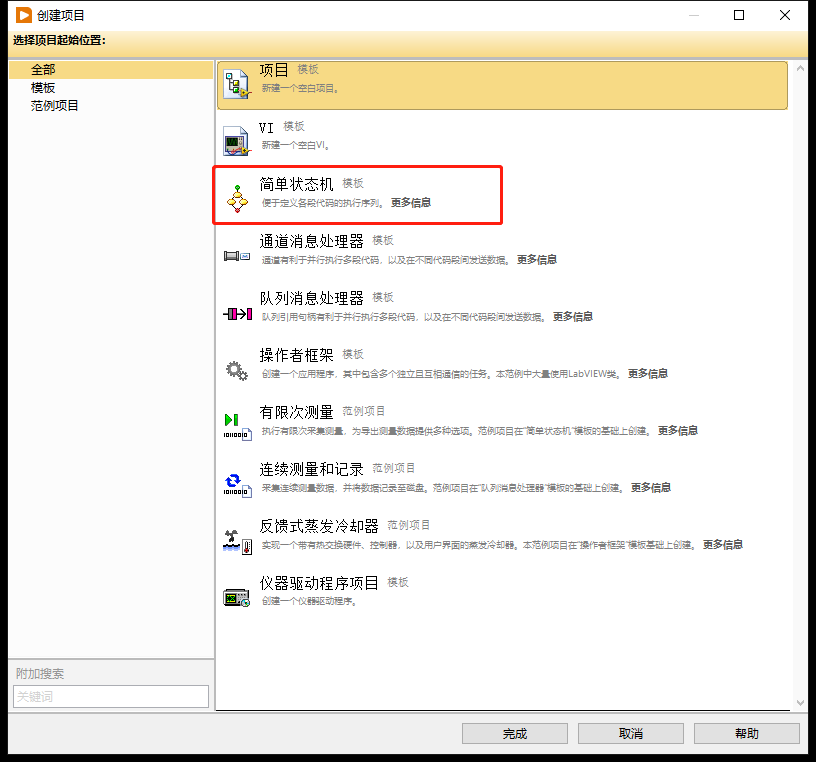 创建项目
选择项目起始位置：
全部
模板
范例项目
项目 模板
新建一个空白项目。
VI 模板
新建一个空白VI。
简单状态机 模板
便于定义各段代码的执行序列。 更多信息
通道消息处理器 模板
通道有利于并行执行多段代码，以及在不同代码段间发送数据。 更多信息
队列消息处理器 模板
队列引用句柄有利于并行执行多段代码，以及在不同代码段间发送数据。 更多信息
操作者框架 模板
创建一个应用程序，其中包含多个独立且互相通信的任务。本范例中大量使用LabVIEW类。 更多信息
有限次测量 范例项目
执行有限次采集测量，为导出测量数据提供多种选项。范例项目在"简单状态机"模板的基础上创建。 更多信息
连续测量和记录 范例项目
采集连续测量数据，并将数据记录至磁盘。范例项目在"队列消息处理器"模板的基础上创建。 更多信息
反馈式蒸发冷却器 范例项目
实现一个带有热交换硬件、控制器，以及用户界面的蒸发冷却器。本范例项目在"操作者框架"模板基础上创建。 更多信息
仪器驱动程序项目 模板
创建一个仪器驱动程序。
附加搜索
关键词
完成 取消 帮助